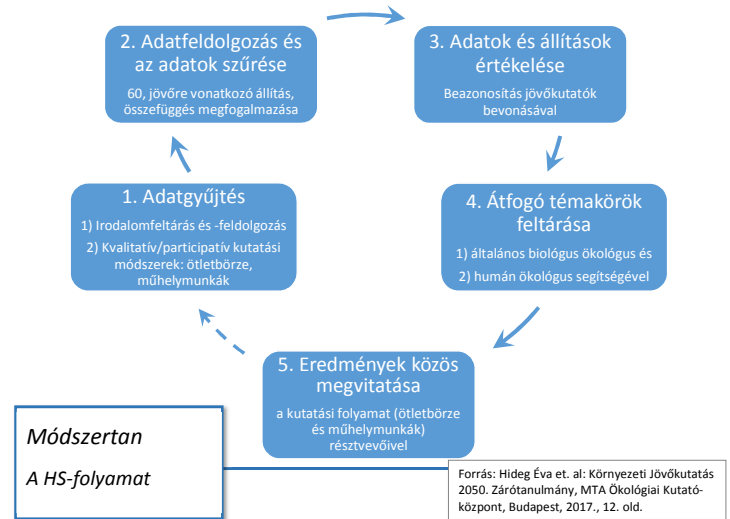 2. Adatfeldolgozás és
az adatok szűrése
60, jövőre vonatkozó állítás,
összefüggés megfogalmazása
3. Adatok és állítások
értékelése
Beazonosítás jövőkutatók
bevonásával
1. Adatgyűjtés
1) Irodalomfeltárás és -feldolgozás
2) Kvalitatív/participatív kutatási
módszerek: ötletbörze,
műhelymunkák
4. Átfogó témakörök
feltárása
1) általános biológus ökológus és
2) humán ökológus segítségével
5. Eredmények közös
megvitatása
a kutatási folyamat (ötletbörze
és műhelymunkák)
résztvevőivel
Módszertan
A HS-folyamat
Forrás: Hideg Éva et. al: Környezeti Jövőkutatás
2050. Zárótanulmány, MTA Ökológiai Kutató-
központ, Budapest, 2017., 12. old.